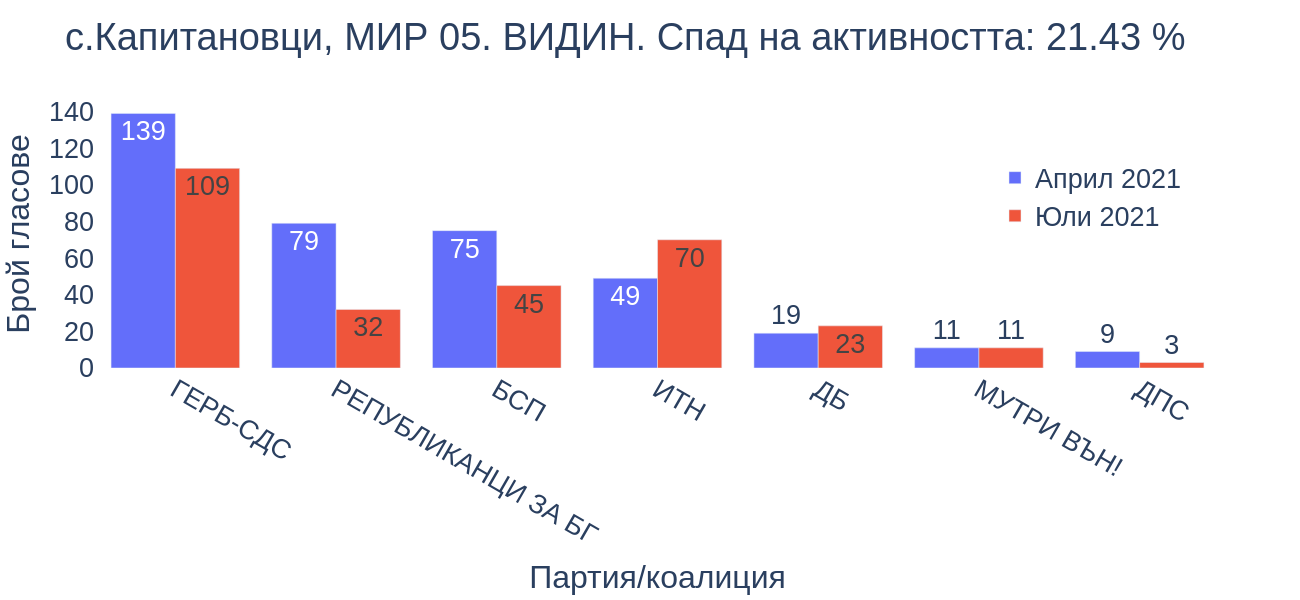 с.Капитановци, МИР 05. ВИДИН. Спад на активността: 21.43 %
Брой гласове
140
120
100
80
60
40
20
0
139
109
79
32
75
45
49
70
19
23
11
11
9
3
Април 2021
Юли 2021
ГЕРБ-СДС
РЕПУБЛИКАНЦИ ЗА БГ
БСП
ИТН
ДБ
МУТРИ ВЪН!
ДПС
Партия/коалиция